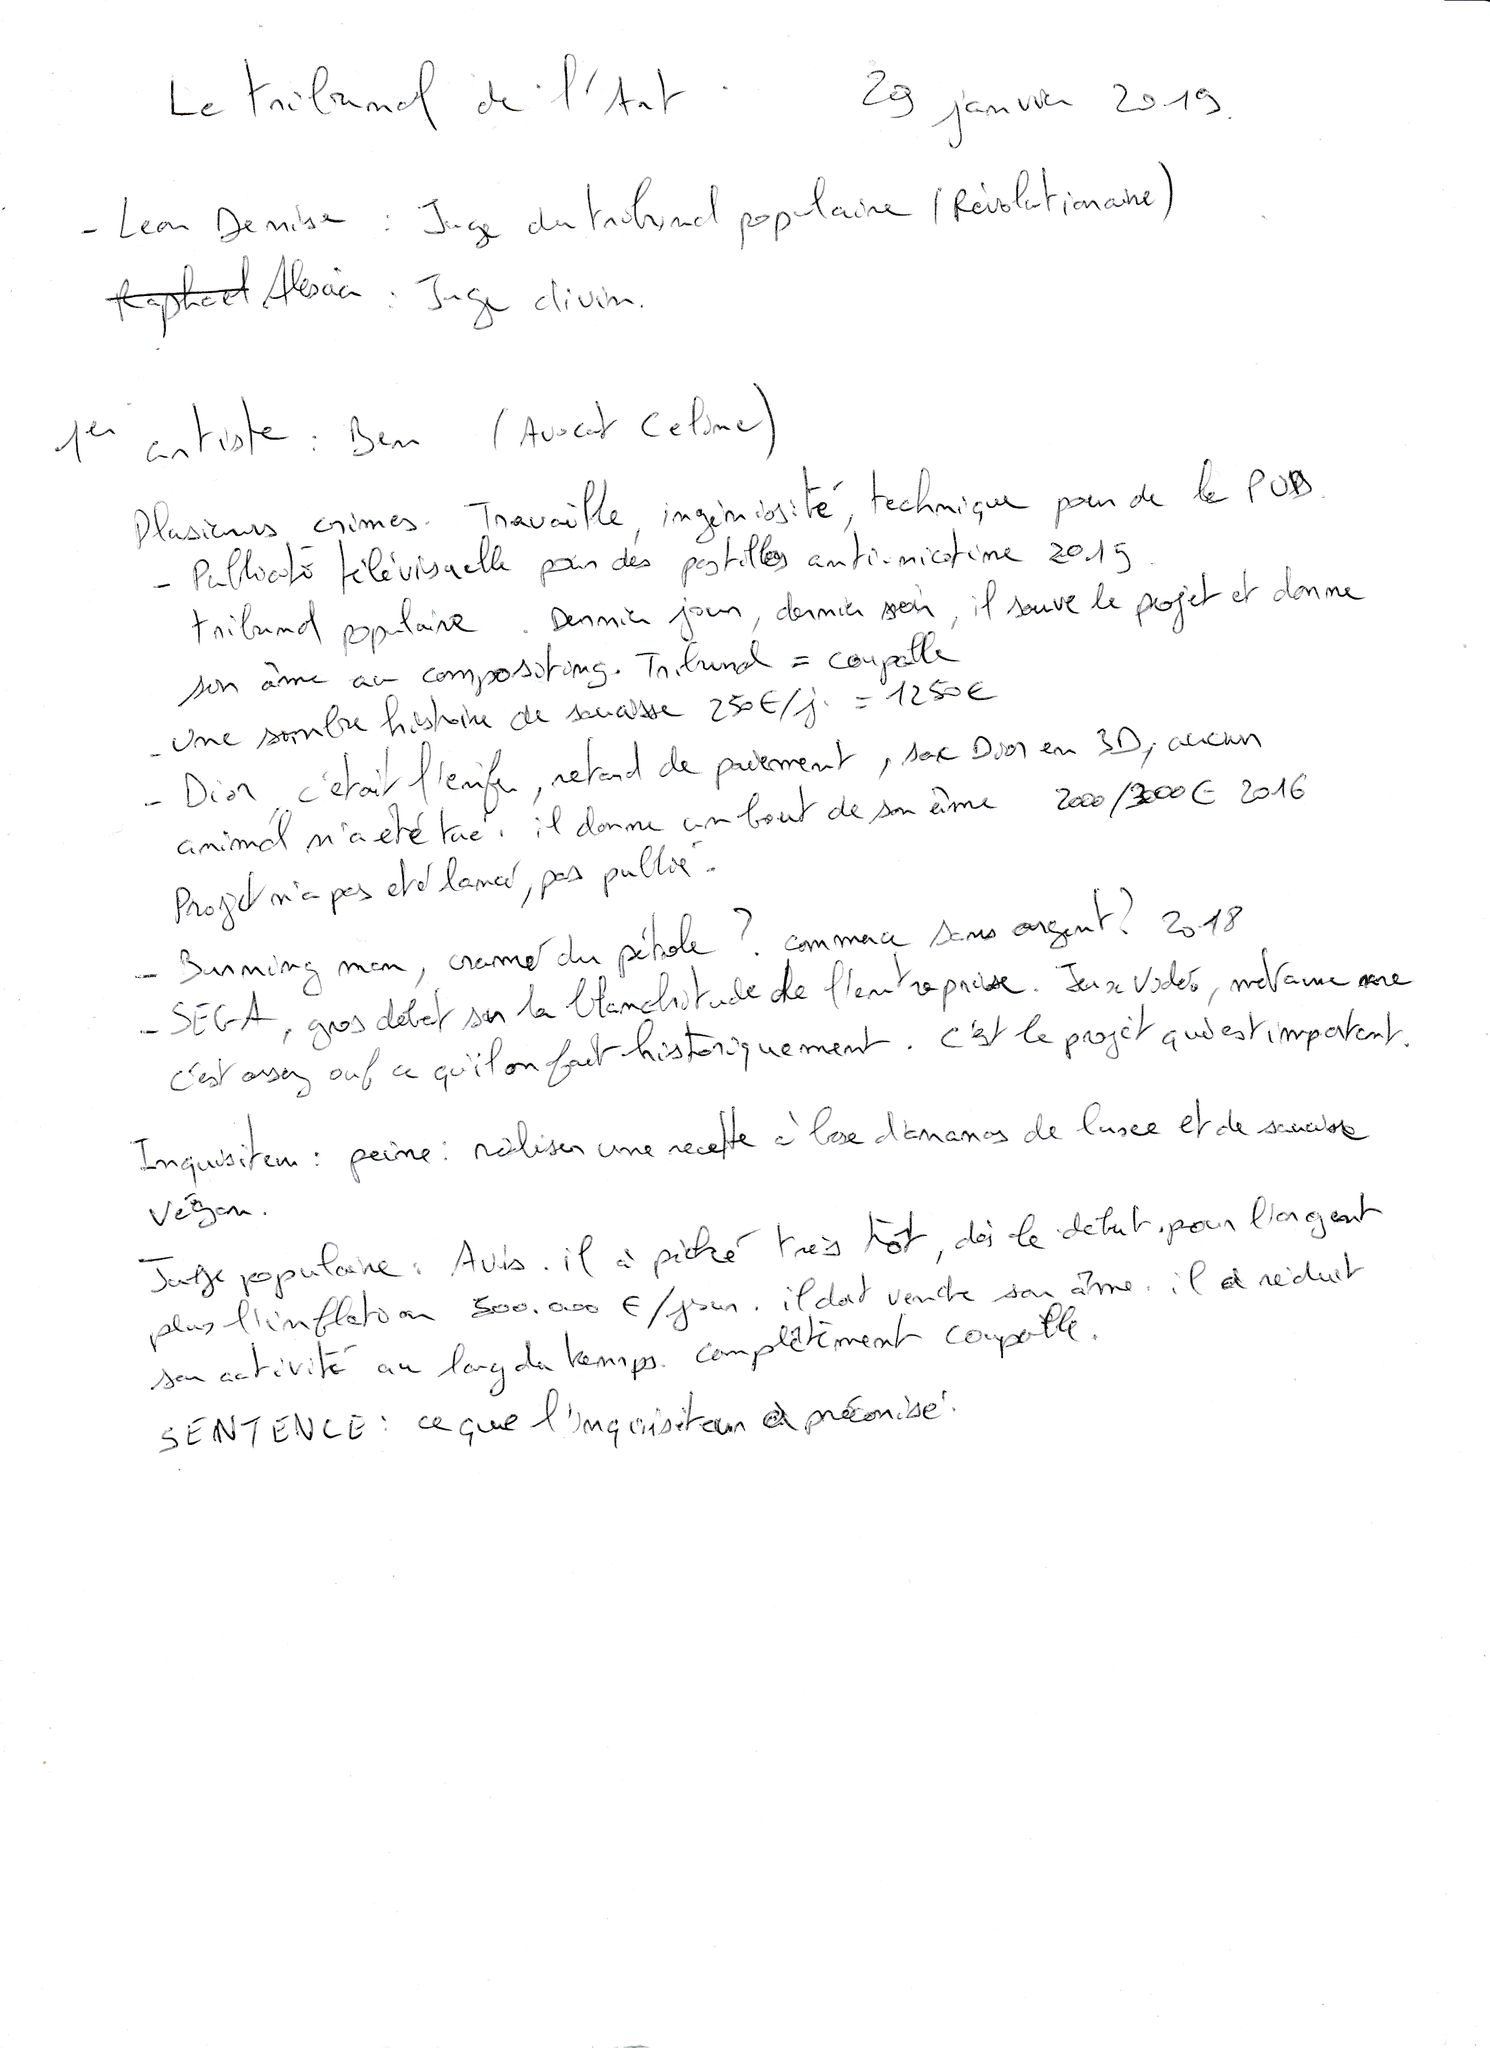 Le tribunal de l'Art. 29 janvier 2019.
- Leon Denise : Juge du tribunal populaire (Révolutionaire)
Raphael Alessia : Juge divin.
1er artiste : Ben (Avocat Celine)
Plusieurs crimes. Travaille, ingéniosité, technique pour de la PUB.
- Publicité télévisuelle pour des pastilles anti-nicotine 2015.
tribunal populaire. Dernier jour, dernier soir, il sauve le projet et donne
son âme au compositing. Tribunal = coupable
- Une sombre histoire de saucisse 250€/j. = 1250€
- Dior, c'était l'enfer, retard de paiement, sac Dior en 3D, aucun
animal n'a été tué. il donne un bout de son âme 2000/3000€ 2016
Projet n'a pas été lancé, pas publié.
- Burning man, cramé du pétrole ? commerce sans argent? 2018
- SEGA, gros débat sur la blanchitude de l'entreprise. Jeux Vidéo,
c'est assez ouf ce qu'il on fait historiquement. C'est le projet qui est important.
Inquisiteur : peine : réaliser une recette à base d'ananas de luxe et de saucisse
végan.
Juge populaire : Avis. il à péché très tôt, dès le début. pour l'argent
plus l'inflation 500.000 €/jour. il doit vendre son âme. il a réduit
son activité au long du temps. complètement coupable.
SENTENCE : ce que l'inquisiteur a préconisé.